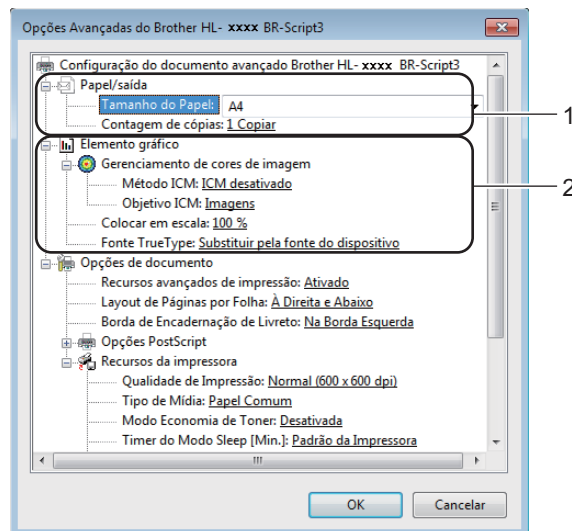 Opções Avançadas do Brother HL- xxxx BR-Script3
Configuração do documento avançado Brother HL- xxxx BR-Script3
Papel/saída
Tamanho do Papel: A4
Contagem de cópias: 1 Copiar
1
Elemento gráfico
Gerenciamento de cores de imagem
Método ICM: ICM desativado
2
Objetivo ICM: Imagens
Colocar em escala: 100 %
Fonte TrueType: Substituir pela fonte do dispositivo
Opções de documento
Recursos avançados de impressão: Ativado
Layout de Páginas por Folha: À Direita e Abaixo
Borda de Encadernação de Livreto: Na Borda Esquerda
Opções PostScript
Recursos da impressora
Qualidade de Impressão: Normal (600 x 600 dpi)
Tipo de Mídia: Papel Comum
Modo Economia de Toner: Desativada
Timer do Modo Sleep [Min.]: Padrão da Impressora
OK Cancelar